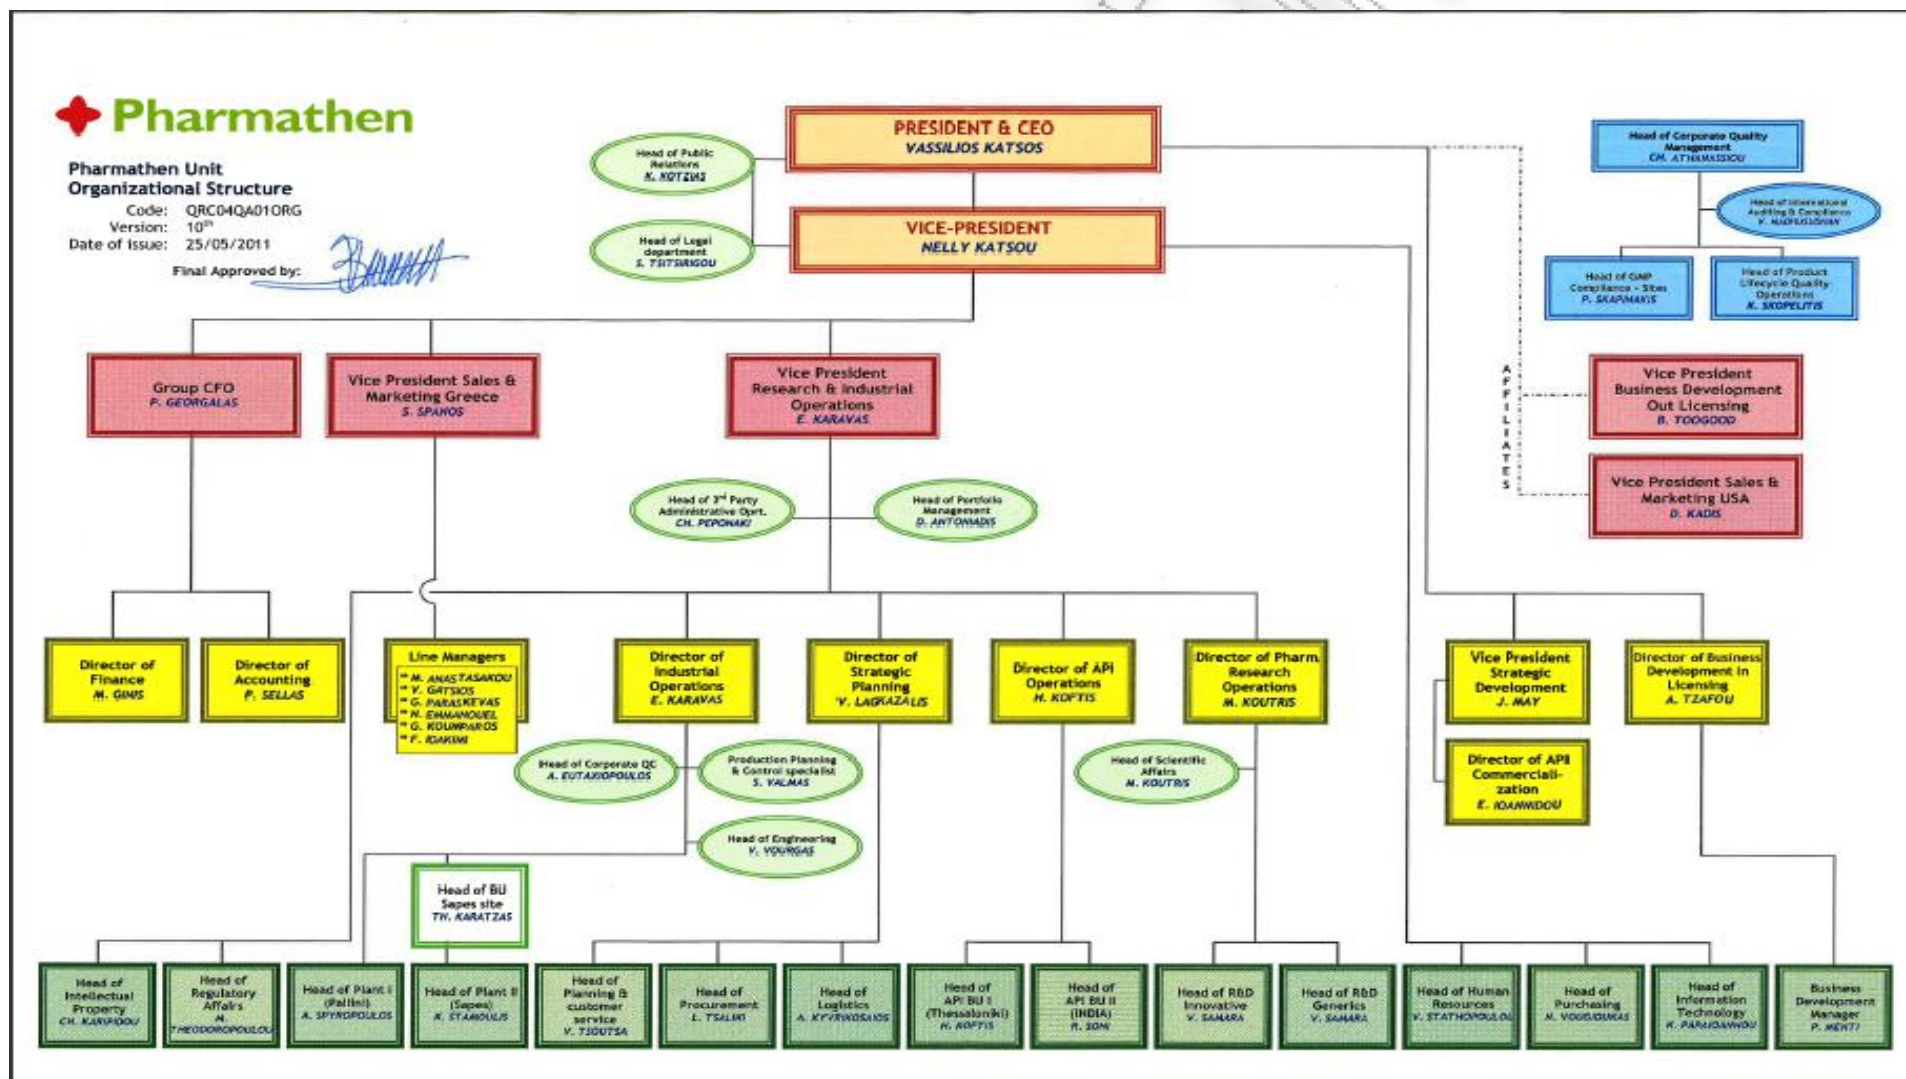 Pharmathen
Pharmathen Unit
Organizational Structure
Code: QRC04QA01ORG
Version: 10th
Date of issue: 25/05/2011
Final Approved by:
PRESIDENT & CEO
VASSILIOS KATSOS
Head of Public
Relations
K. KOTZIAS
VICE-PRESIDENT
NELLY KATSOU
Head of Legal
department
S. TSITSIRIGOU
Head of Corporate Quality
Management
CH. ATHANASSIOU
Head of International
Auditing & Compliance
Head of GMP
Compliance - Sites
P. SKAPINAKIS
Head of Product
Lifecycle Quality
Operations
K. SKOPELITIS
Group CFO
P. GEORGALAS
Vice President Sales &
Marketing Greece
S. SPANOS
Vice President
Research & Industrial
Operations
E. KARAVAS
AFFILIATES
Vice President
Business Development
Out Licensing
B. TOOGOOD
Vice President Sales &
Marketing USA
D. KADIS
Head of 3rd Party
Administrative Oprt.
CH. PEPONAKI
Head of Portfolio
Management
D. ANTONIADIS
Director of
Finance
M. GINIS
Director of
Accounting
P. SELLAS
Line Managers
" M. ANASTASAKOU
" V. GATSIOS
" G. PARASKEVAS
" N. EMMANOUEL
" G. KOUMPAROS
" F. IOAKIMI
Director of
Industrial
Operations
E. KARAVAS
Director of
Strategic
Planning
V. LAGKAZALIS
Director of API
Operations
H. KOFTIS
Director of Pharm.
Research
Operations
M. KOUTRIS
Vice President
Strategic
Development
J. MAY
Director of Business
Development In
Licensing
A. TZAFOU
Head of Corporate QC
A. EUTAXIOPOULOS
Production Planning
& Control specialist
S. VALMAS
Head of Scientific
Affairs
M. KOUTRIS
Director of API
Commerciali-
zation
E. IOANNIDOU
Head of Engineering
V. VOURGAS
Head of BU
Sapes site
TH. KARATZAS
Head of
Intellectual
Property
CH. KARIPIDOU
Head of
Regulatory
Affairs
M.
THEODOROPOULOU
Head of Plant I
(Pallini)
A. SPYROPOULOS
Head of Plant II
(Sapes)
K. STAMOULIS
Head of
Planning &
customer
service
V. TSOUTSA
Head of
Procurement
L. TSALIKI
Head of
Logistics
A. KYVRIKOSAIOS
Head of
API BU I
(Thessaloniki)
H. KOFTIS
Head of
API BU II
(INDIA)
R. SONI
Head of R&D
Innovative
V. SAMARA
Head of R&D
Generics
V. SAMARA
Head of Human
Resources
V. STATHOPOULOU
Head of
Purchasing
N. VOUDJOUKAS
Head of
Information
Technology
K. PAPAIOANNOU
Business
Development
Manager
P. MEHTI